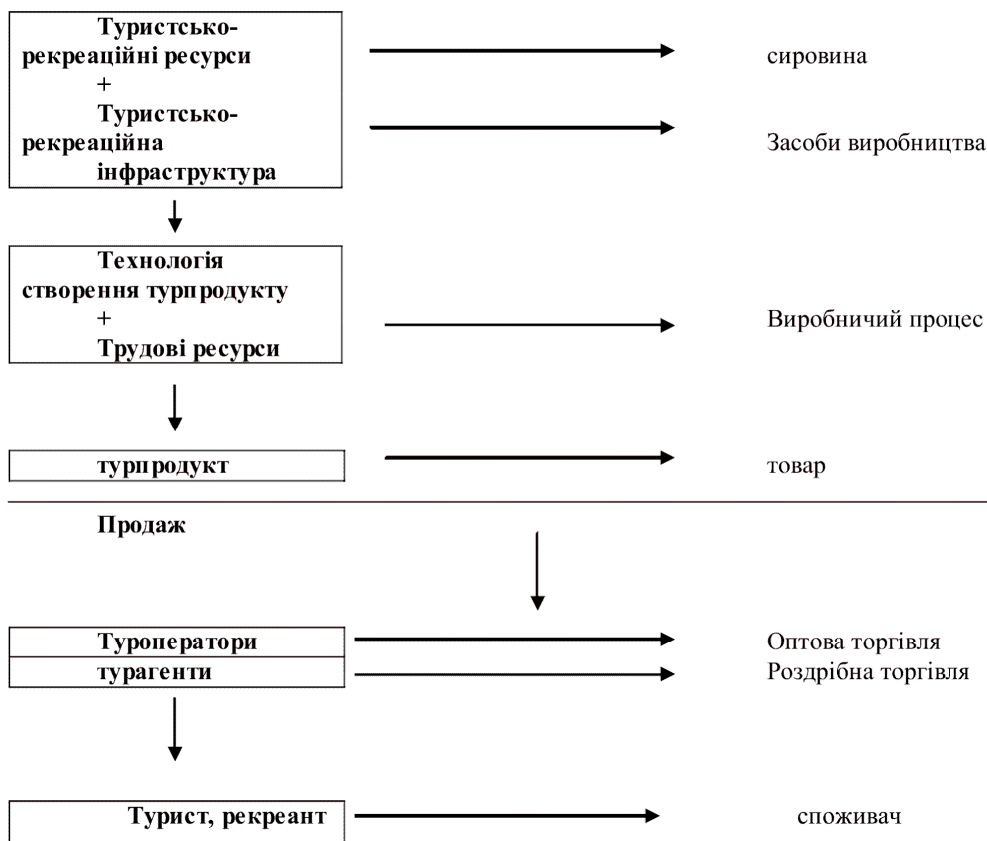 Туристсько-
рекреаційні ресурси
сировина
+
Туристсько-
рекреаційна
Засоби виробництва
інфраструктура
Технологія
створення турпродукту
+
Виробничий процес
Трудові ресурси
турпродукт
товар
Продаж
Туроператори
Оптова торгівля
турагенти
Роздрібна торгівля
Турист, рекреант
споживач